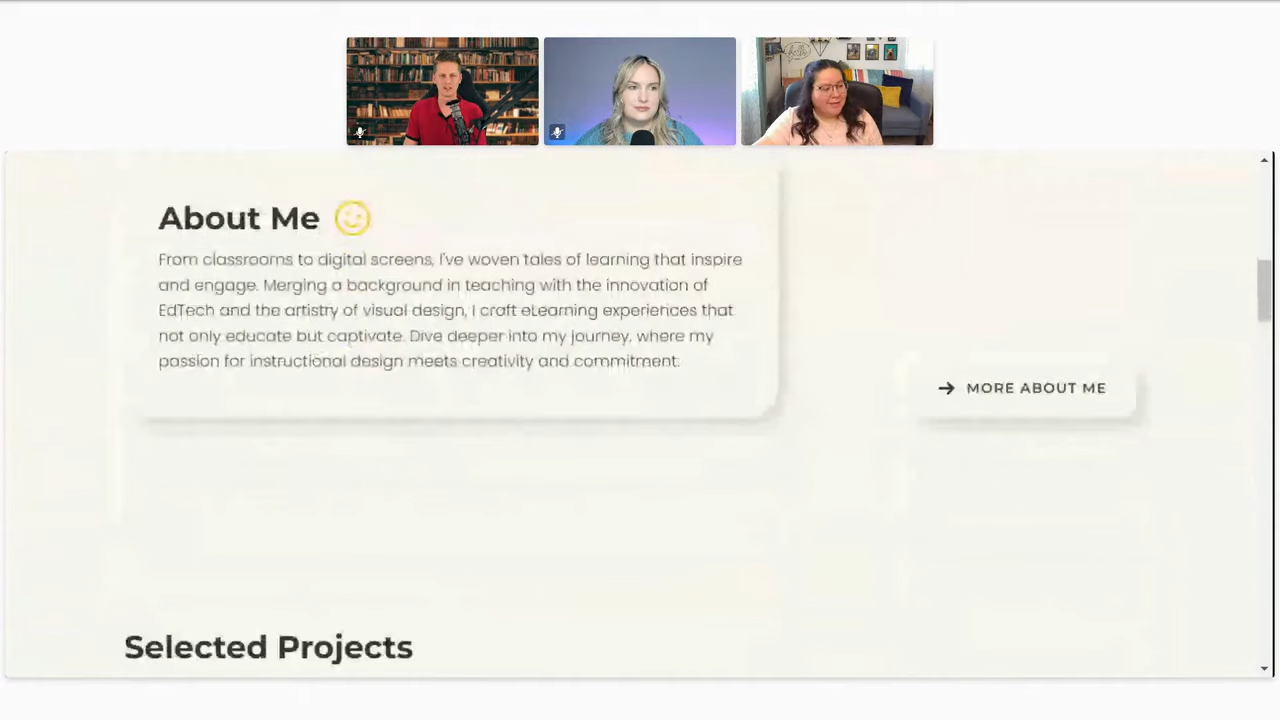 About Me
From classrooms to digital screens, I've woven tales of learning that inspire
and engage. Merging a background in teaching with the innovation of
EdTech and the artistry of visual design, I craft eLearning experiences that
not only educate but captivate. Dive deeper into my journey, where my
passion for instructional design meets creativity and commitment.
MORE ABOUT ME
Selected Projects